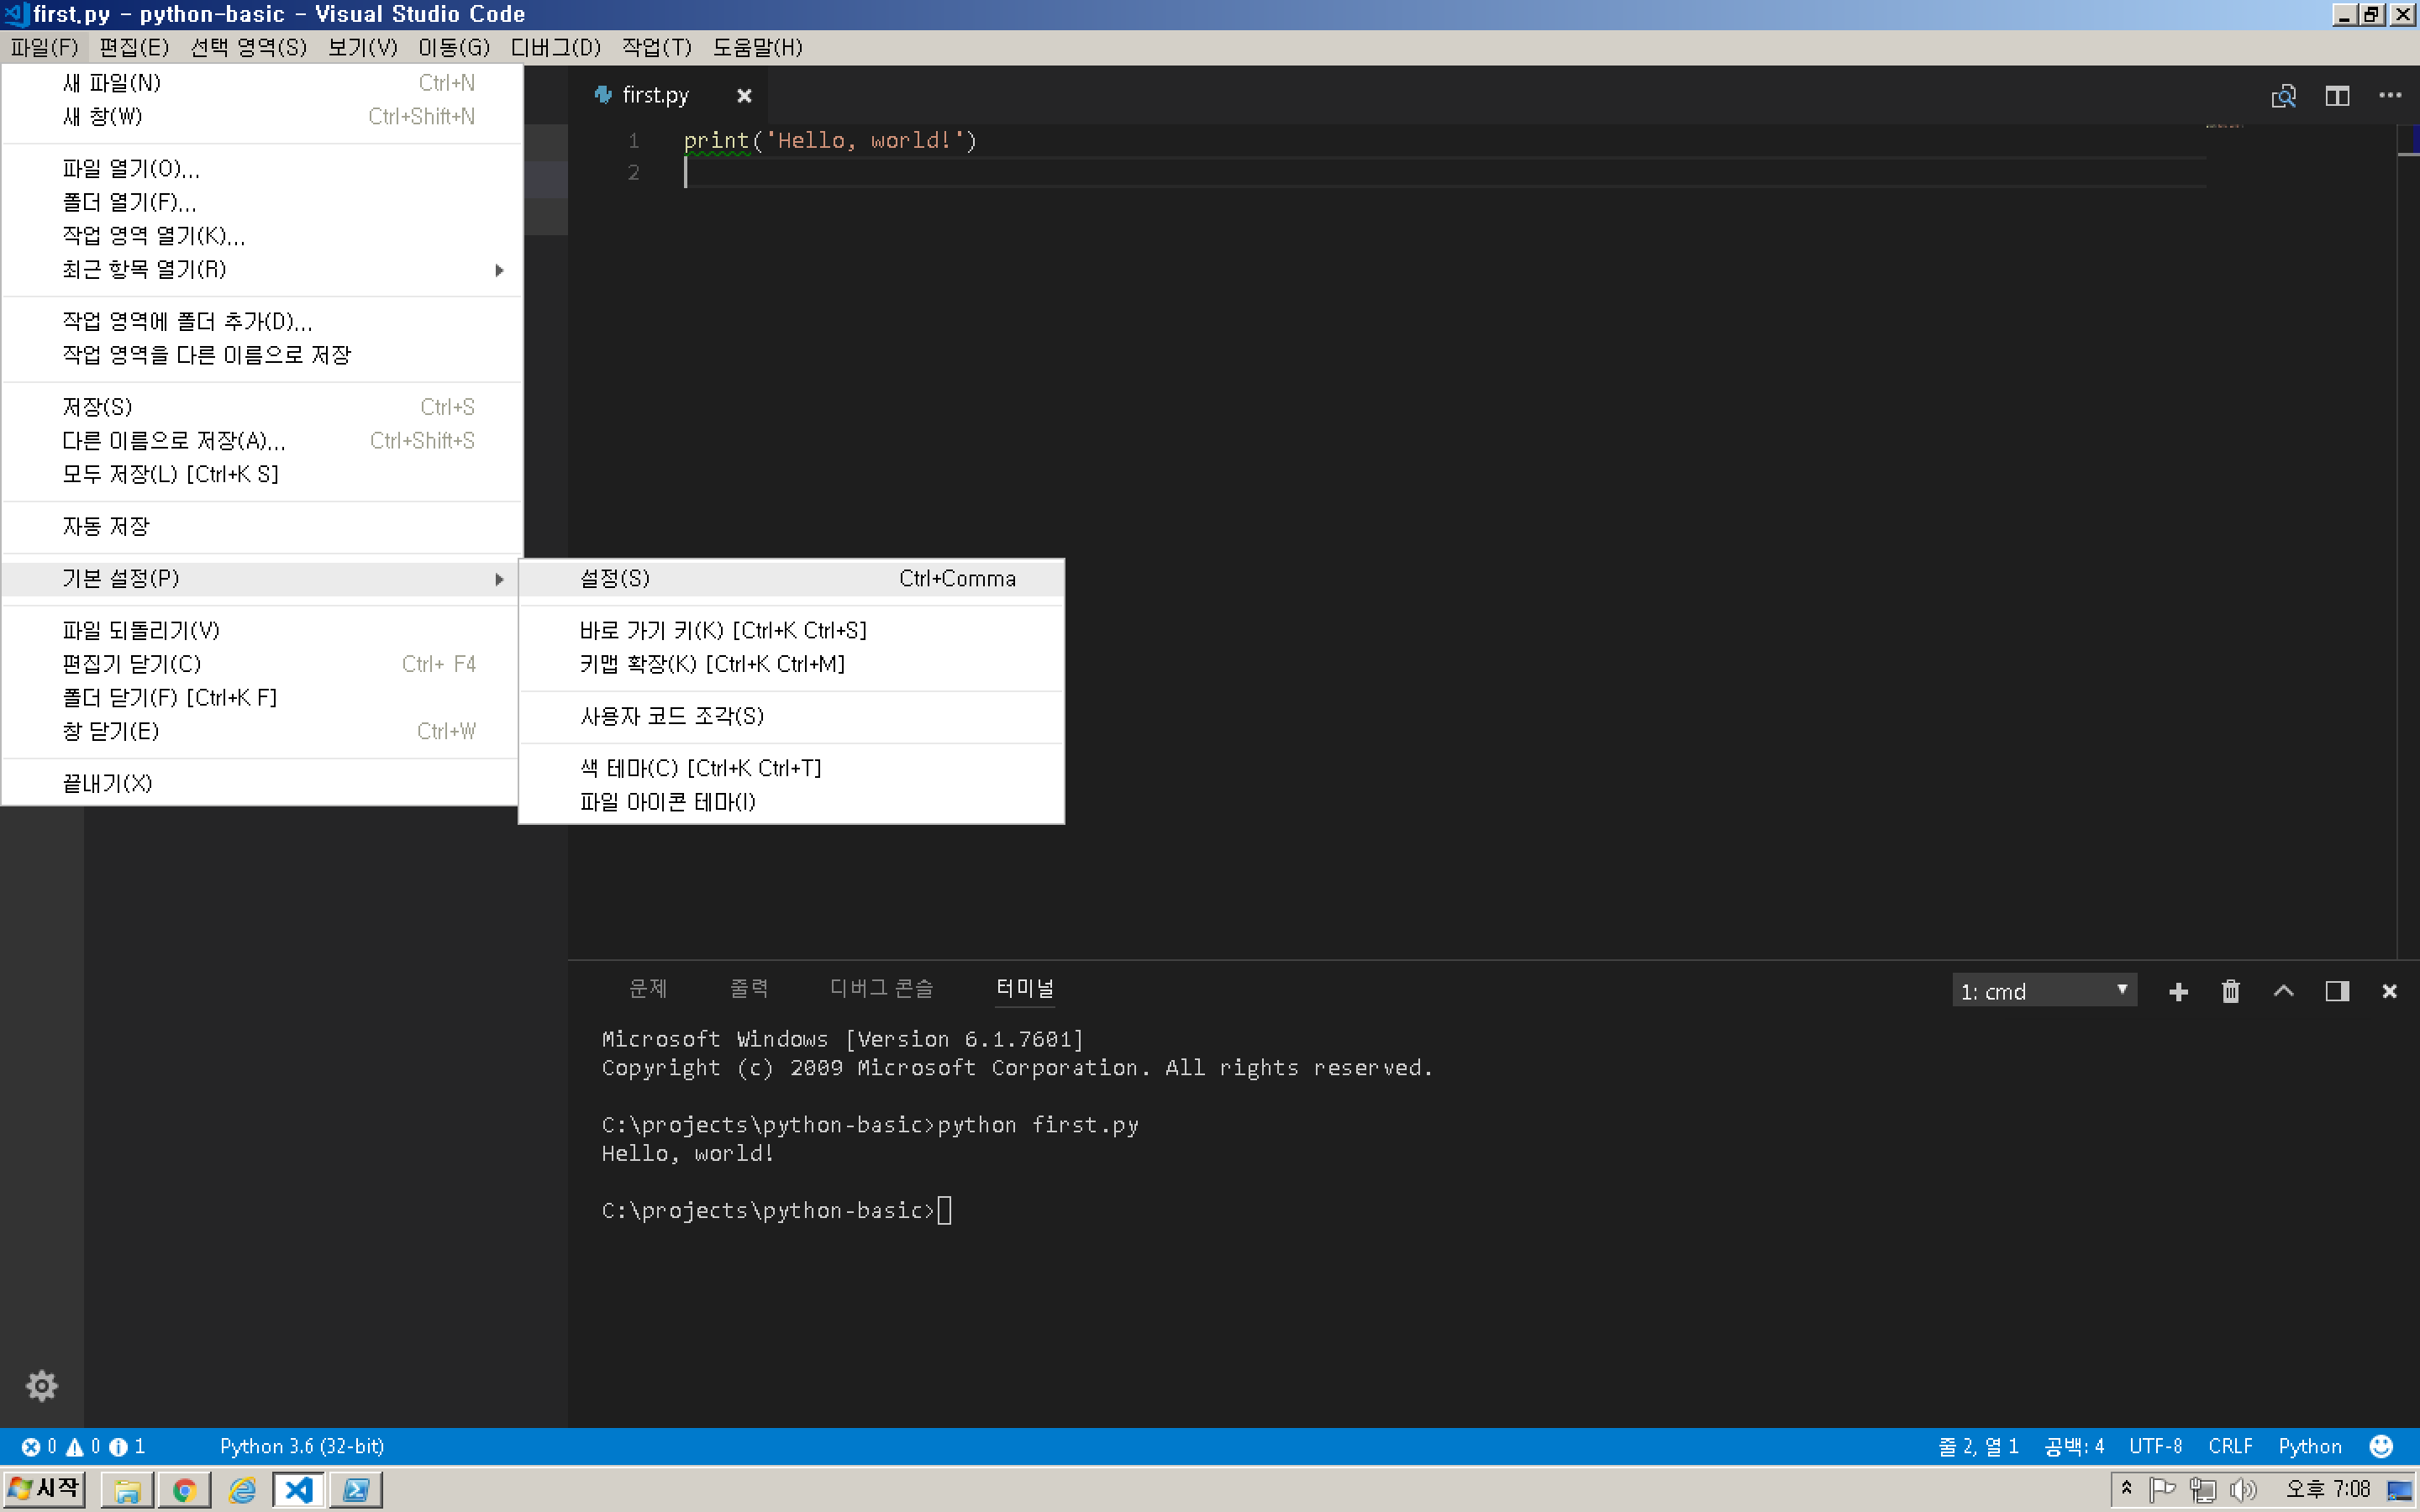 first.py - python-basic - Visual Studio Code
파일(F) 편집(E) 선택 영역(S) 보기(V) 이동(G) 디버그(D) 작업(T) 도움말(H)
새 파일(N) Ctrl+N
새 창(W) Ctrl+Shift+N
파일 열기(O)...
폴더 열기(F)...
작업 영역 열기(K)...
최근 항목 열기(R)
작업 영역에 폴더 추가(D)...
작업 영역을 다른 이름으로 저장
저장(S) Ctrl+S
다른 이름으로 저장(A)... Ctrl+Shift+S
모두 저장(L) [Ctrl+K S]
자동 저장
기본 설정(P)
파일 되돌리기(V)
편집기 닫기(C) Ctrl+ F4
폴더 닫기(F) [Ctrl+K F]
창 닫기(E) Ctrl+W
끝내기(X)
설정(S) Ctrl+Comma
바로 가기 키(K) [Ctrl+K Ctrl+S]
키맵 확장(K) [Ctrl+K Ctrl+M]
사용자 코드 조각(S)
색 테마(C) [Ctrl+K Ctrl+T]
파일 아이콘 테마(I)
first.py
1 print('Hello, world!')
2
문제 출력 디버그 콘솔 터미널 1: cmd
Microsoft Windows [Version 6.1.7601]
Copyright (c) 2009 Microsoft Corporation. All rights reserved.
C:\projects\python-basic>python first.py
Hello, world!
C:\projects\python-basic>
0 0 1 Python 3.6 (32-bit) 줄 2, 열 1 공백: 4 UTF-8 CRLF Python
시작 오후 7:08